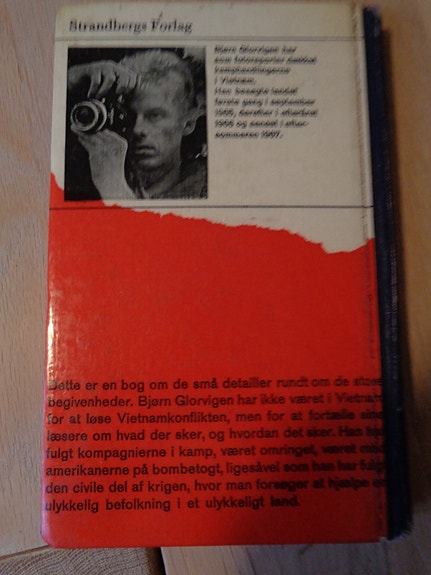 Strandbergs Forlag
Bjørn Glorvigen har
som fotoreporter dækket
kamphandlingerne
i Vietnam.
Han besøgte landet
første gang i september
1965, derefter i efteråret
1966 og senest i efter-
sommeren 1967.
Dette er en bog om de små detailler rundt om de store
begivenheder. Bjørn Glorvigen har ikke været i Vietnam
for at løse Vietnamkonflikten, men for at fortælle sine
læsere om hvad der sker, og hvordan det sker. Han har
fulgt kompagnierne i kamp, været omringet, været med
amerikanerne på bombetogt, ligesåvel som han har fulgt
den civile del af krigen, hvor man forsøger at hjælpe en
ulykkelig befolkning i et ulykkeligt land.